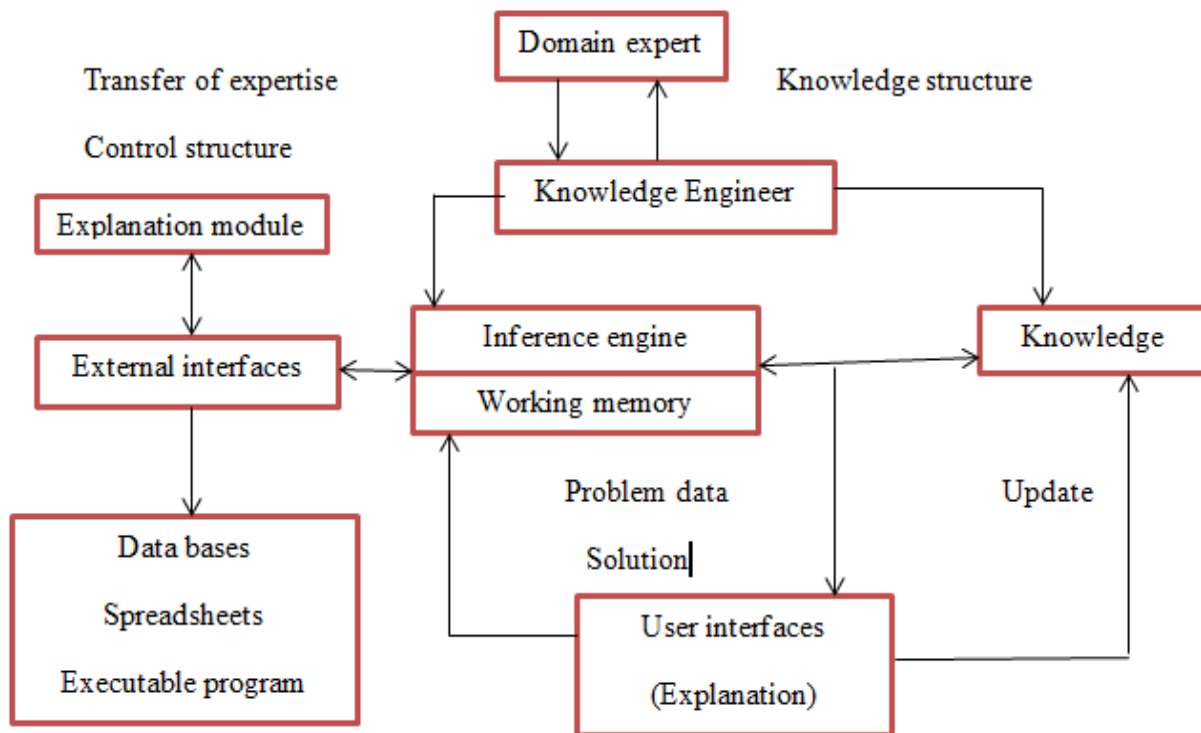 Domain expert
Transfer of expertise
Knowledge structure
Control structure
Knowledge Engineer
Explanation module
Inference engine
Knowledge
External interfaces
Working memory
Problem data
Update
Data bases
Solution
Spreadsheets
User interfaces
Executable program
(Explanation)